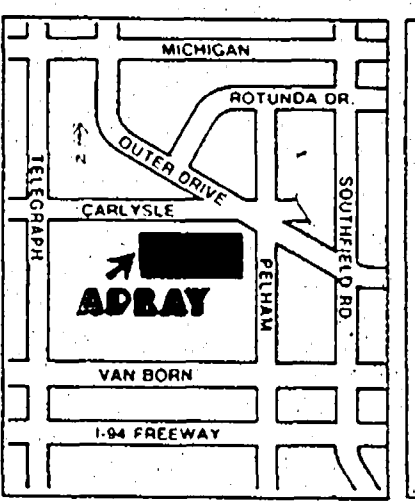 MICHIGAN
ROTUNDA DR.
N
OUTER DRIVE
TELEGRAPH
CARLYSLE
SOUTHFIELD RD.
PELHAM
ADRAY
VAN BORN
I-94 FREEWAY